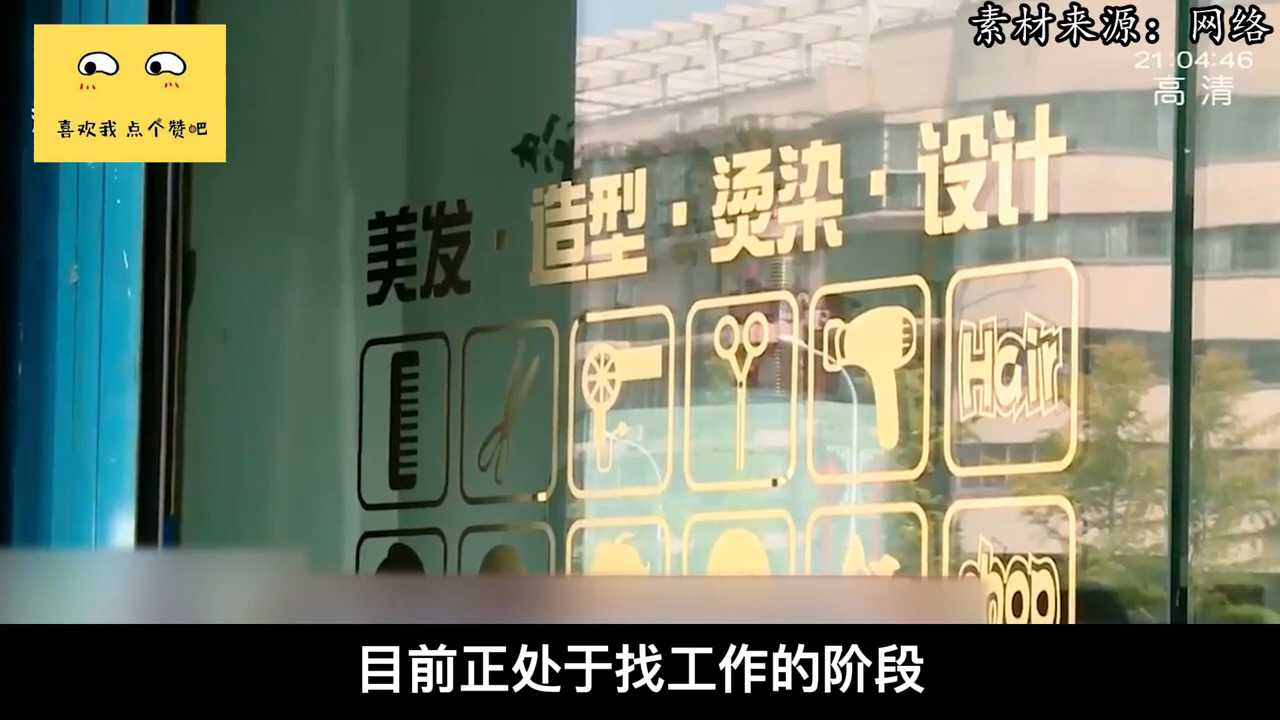 素材来源：网络
21:04:46
高清
喜欢我 点个赞吧
美发·造型·烫染·设计
Hair
shop
目前正处于找工作的阶段